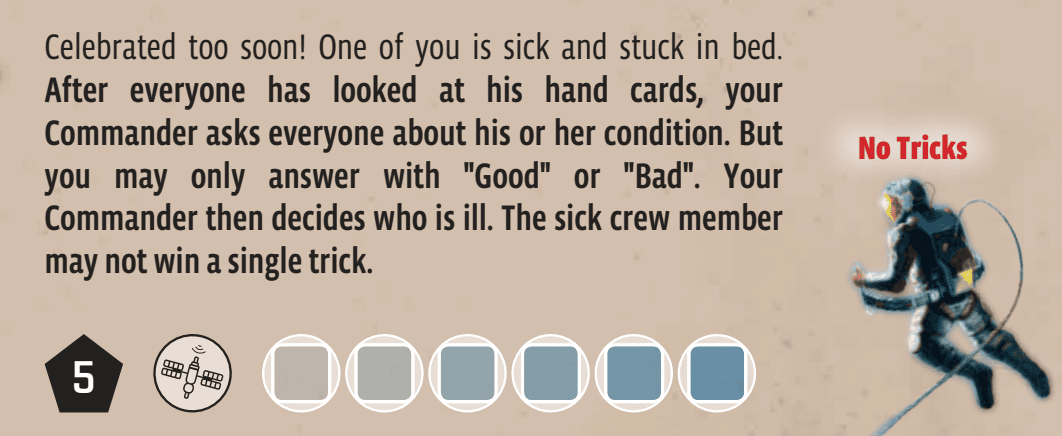 Celebrated too soon! One of you is sick and stuck in bed.
After everyone has looked at his hand cards, your
Commander asks everyone about his or her condition. But
you may only answer with "Good" or "Bad". Your
Commander then decides who is ill. The sick crew member
may not win a single trick.
No Tricks
5